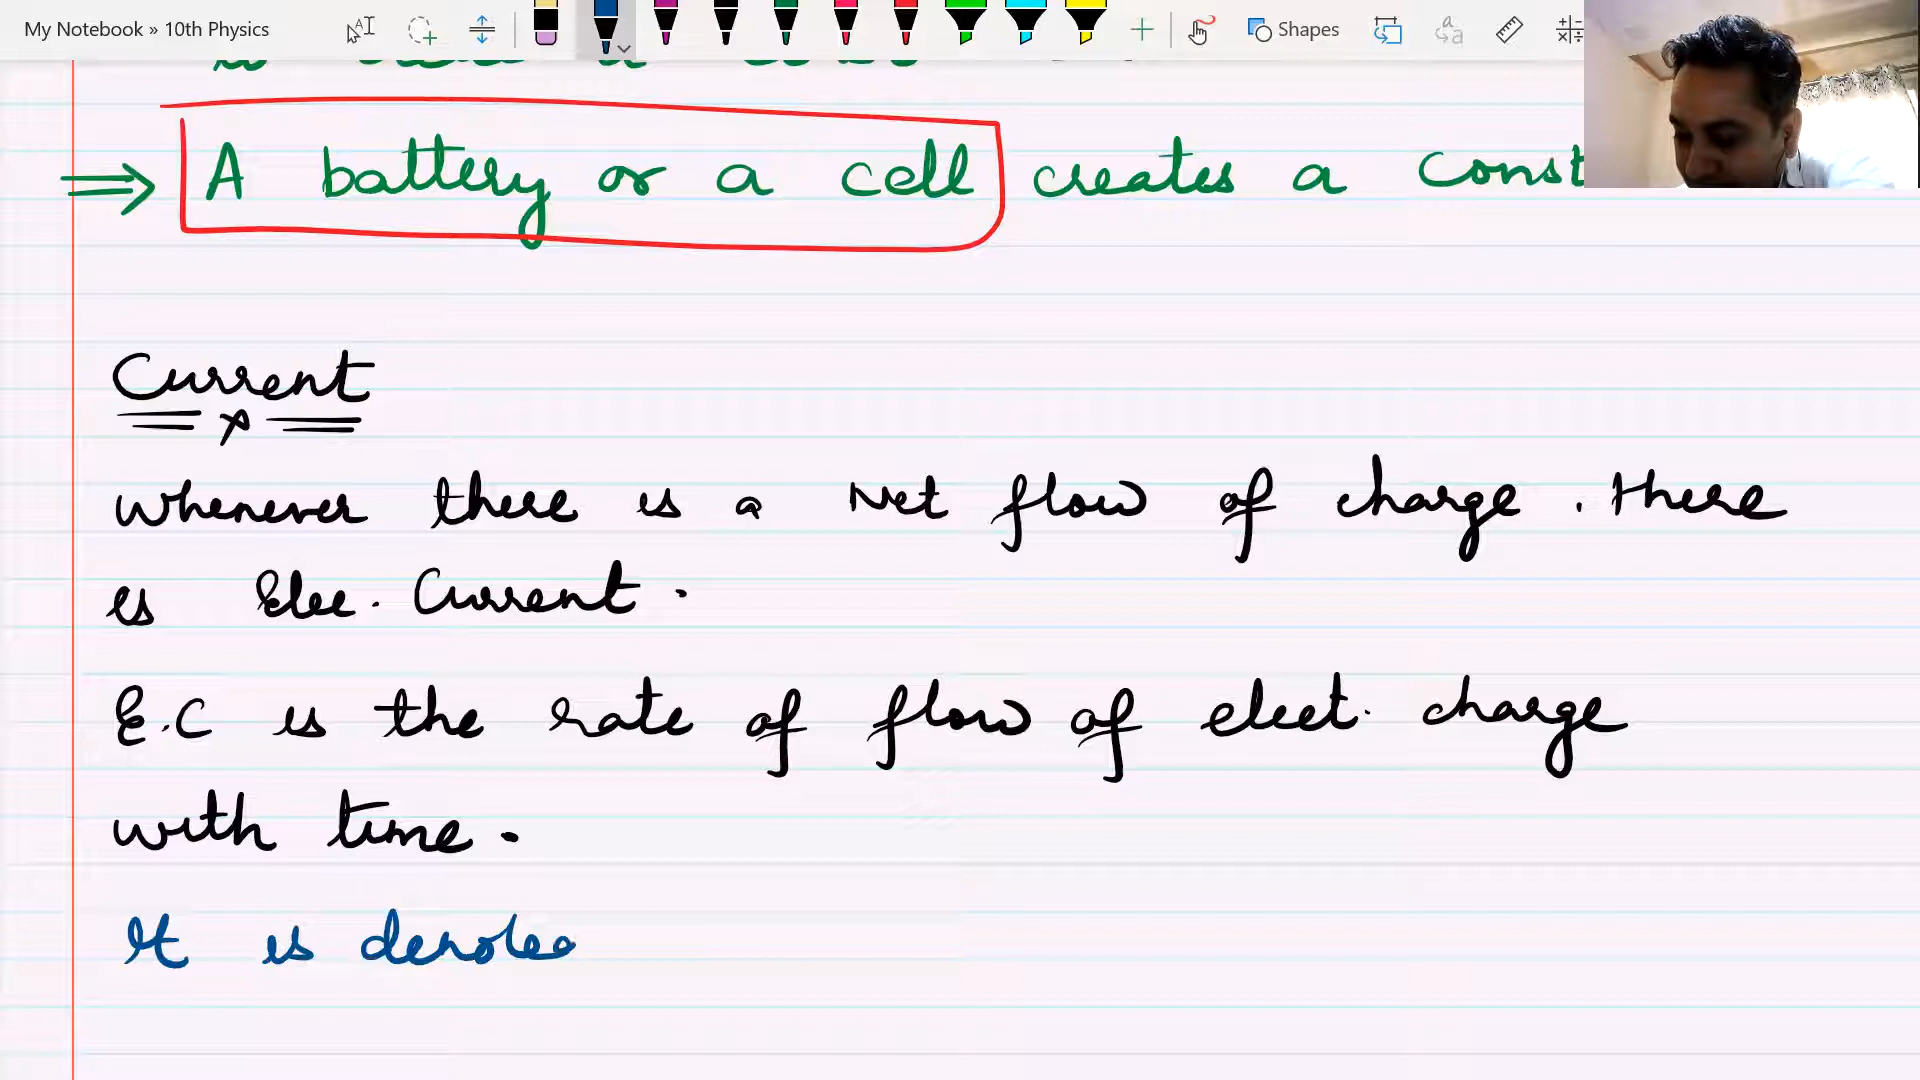 My Notebook » 10th Physics
Shapes
⇒ A battery or a cell creates a const
Current
Whenever there is a Net flow of charge. there
is Elec. Current.
E.C is the rate of flow of elect. charge
with time.
It is denoted